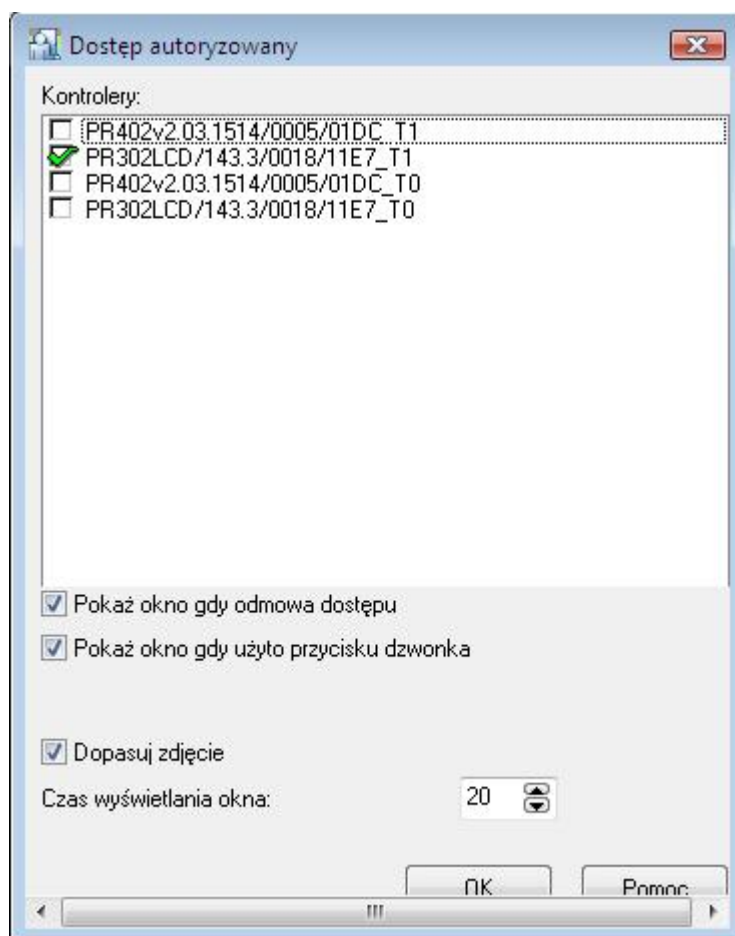 Dostęp autoryzowany
Kontrolery:
PR402v2.03.1514/0005/01DC_T1
PR302LCD/143.3/0018/11E7_T1
PR402v2.03.1514/0005/01DC_T0
PR302LCD/143.3/0018/11E7_T0
Pokaż okno gdy odmowa dostępu
Pokaż okno gdy użyto przycisku dzwonka
Dopasuj zdjęcie
Czas wyświetlania okna: 20
OK Pomoc